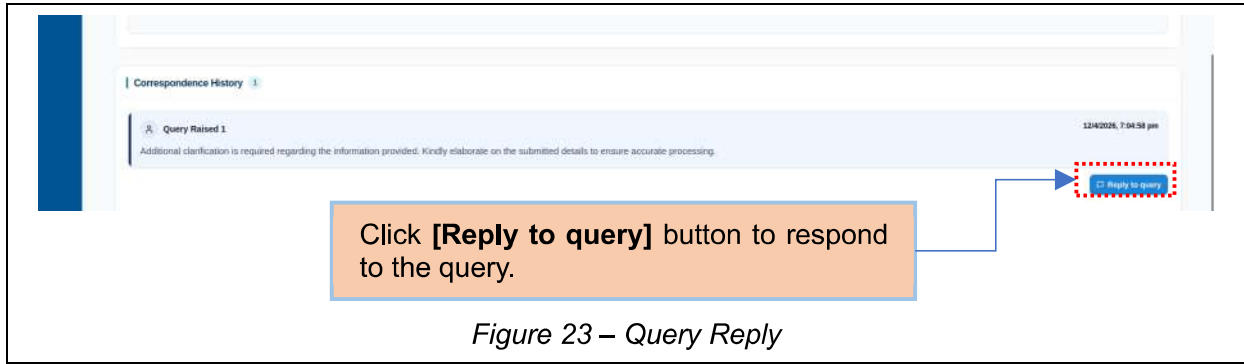 Correspondence History 1
Query Raised 1
12/4/2026, 7:04:58 pm
Additional clarification is required regarding the information provided. Kindly elaborate on the submitted details to ensure accurate processing.
Reply to query
Click [Reply to query] button to respond
to the query.
Figure 23 – Query Reply